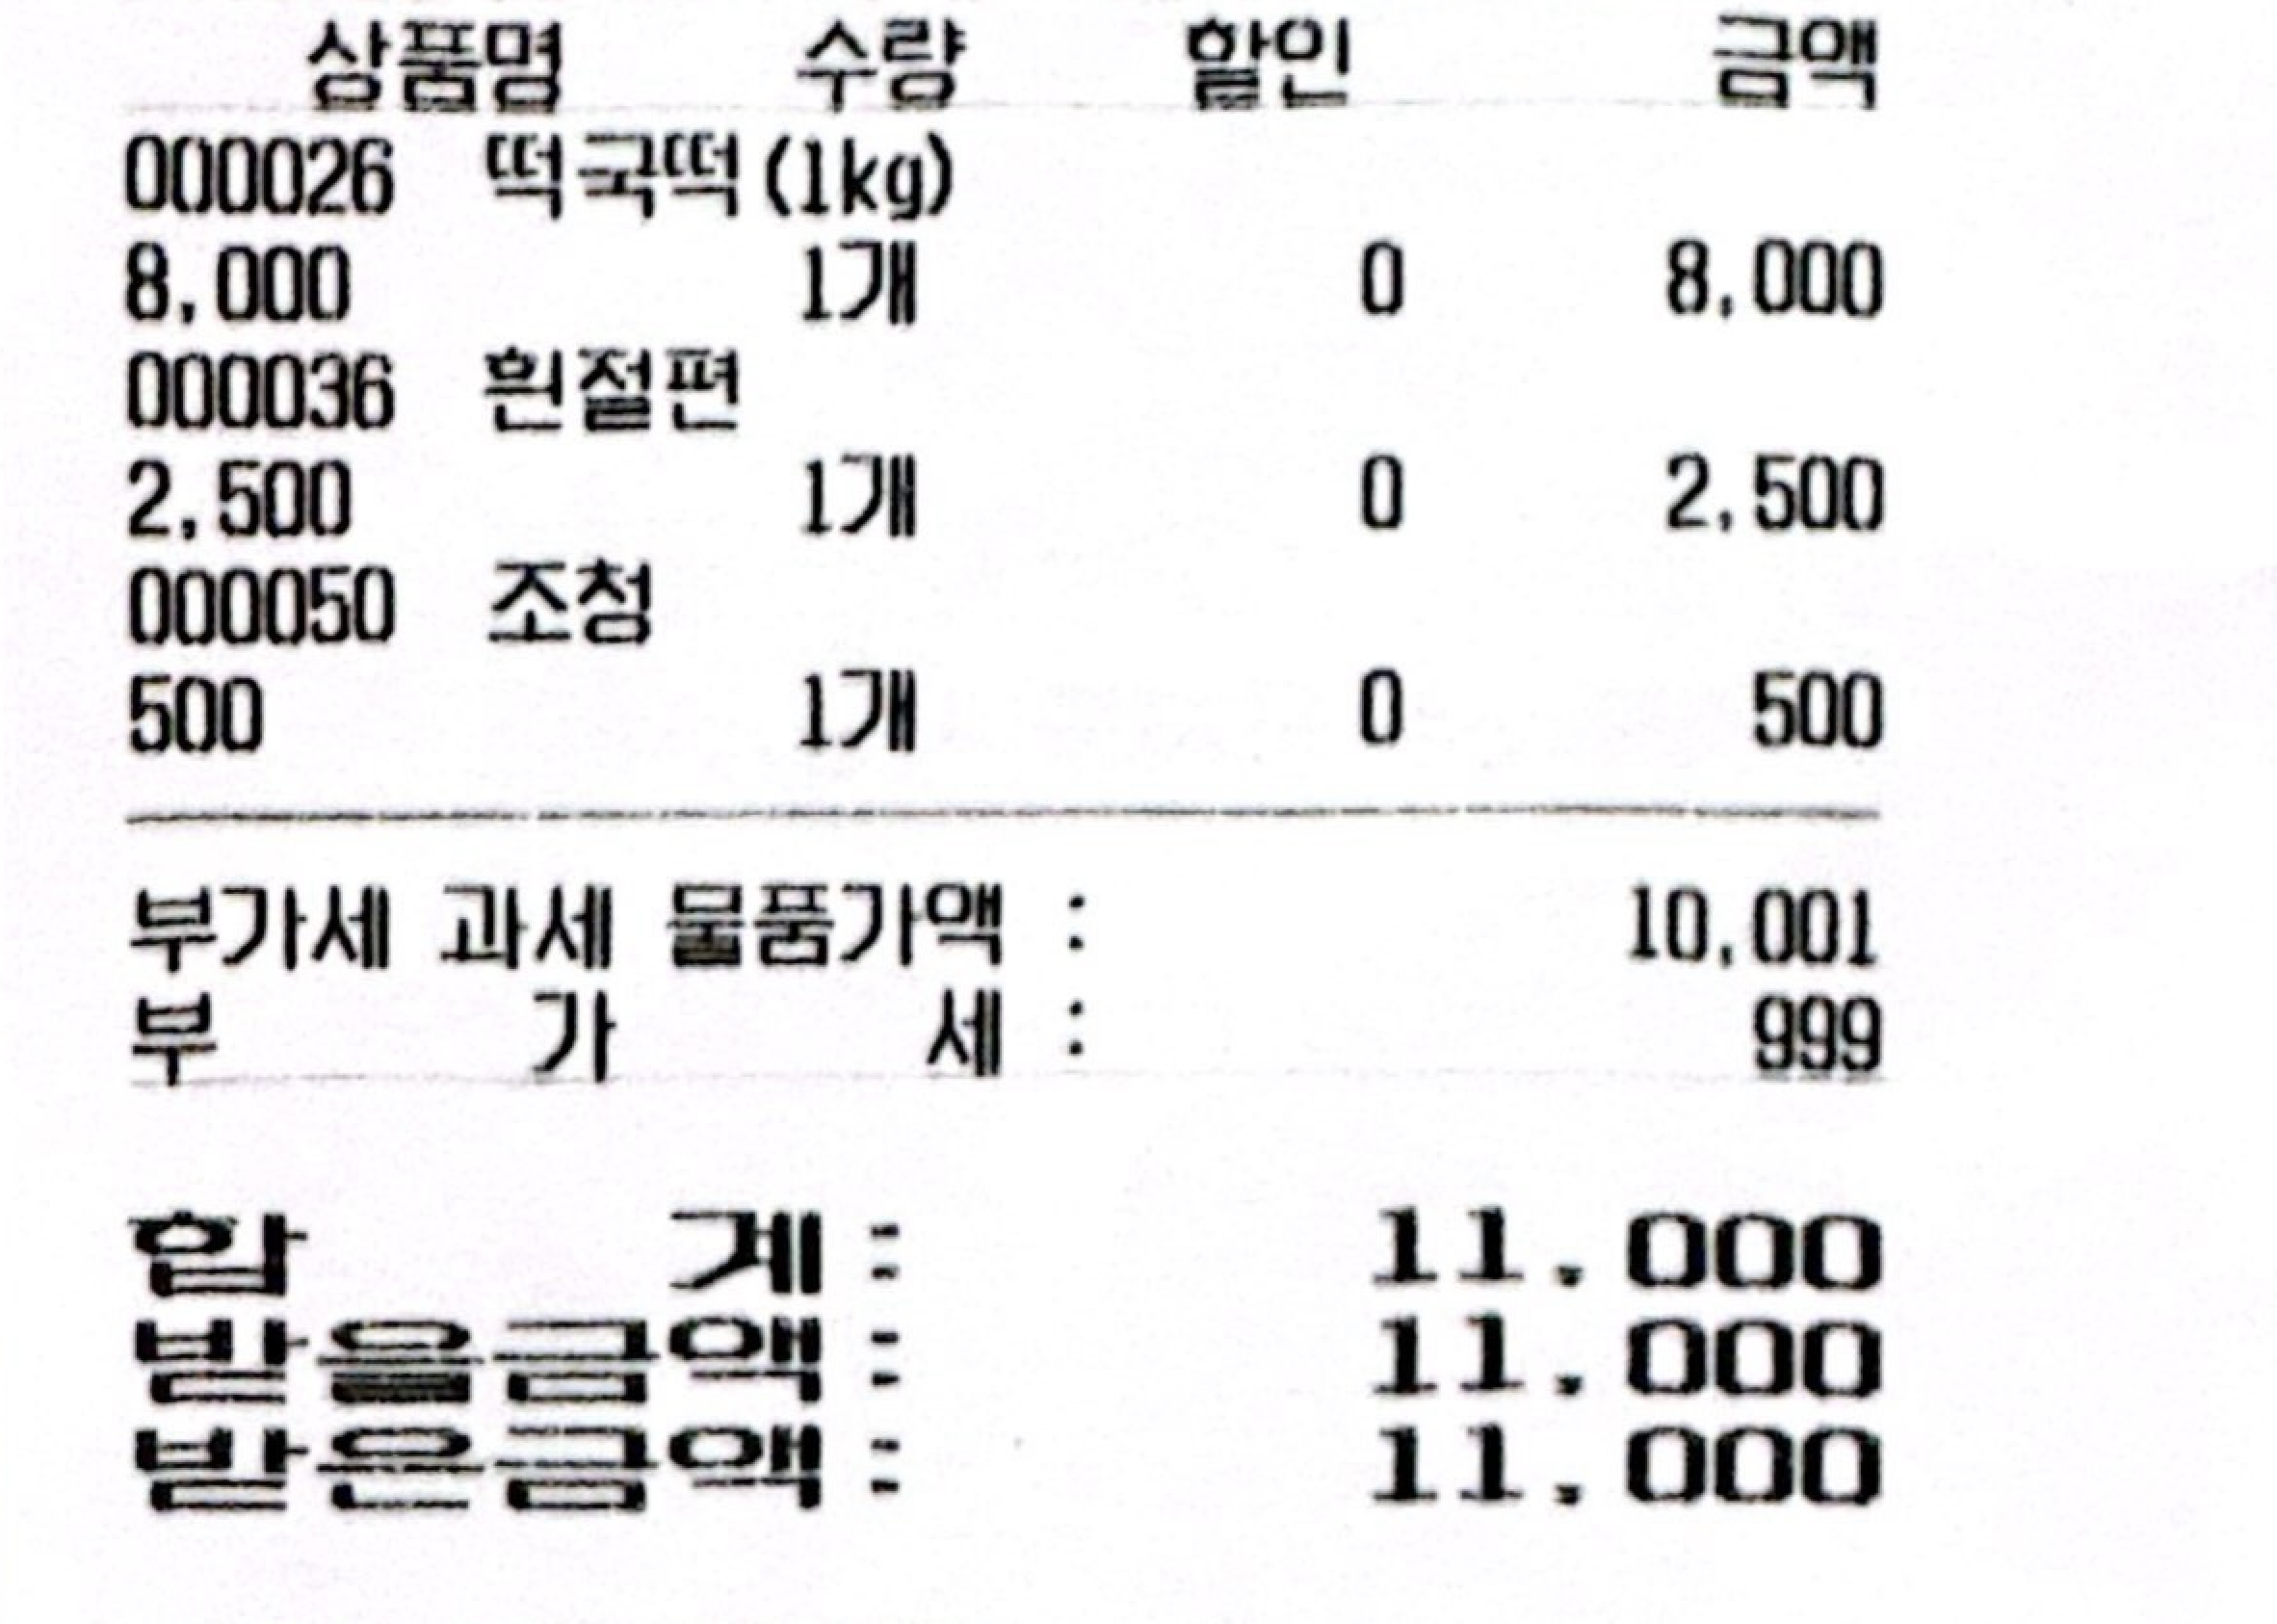 상품명 수량 할인 금액
000026 떡국떡(1kg)
8,000 1개 0 8,000
000036 흰절편
2,500 1개 0 2,500
000050 조청
500 1개 0 500
부가세 과세 물품가액 : 10,001
부 가 세 : 999
합 계 : 11,000
받을금액 : 11,000
받은금액 : 11,000